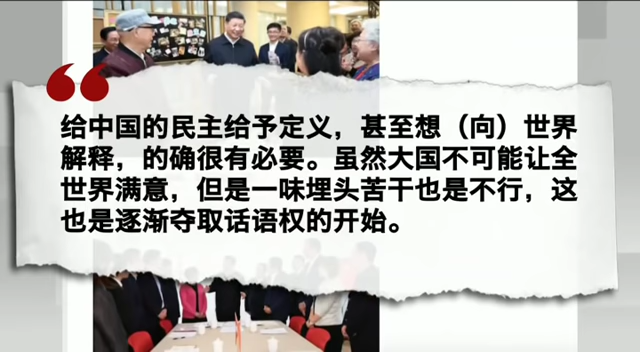 给中国的民主给予定义，甚至想（向）世界
解释，的确很有必要。虽然大国不可能让全
世界满意，但是一味埋头苦干也是不行，这
也是逐渐夺取话语权的开始。